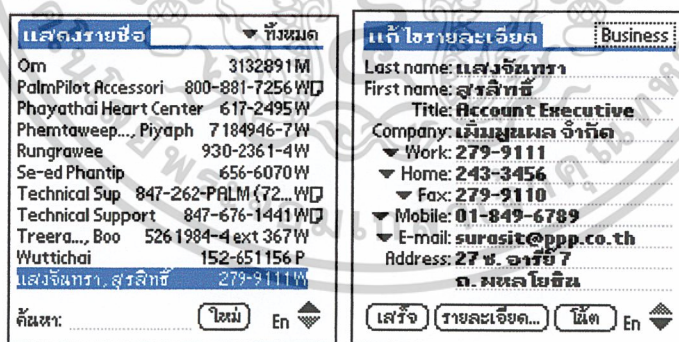 แสดงรายชื่อ ทั้งหมด
Om 3132891M
PalmPilot Accessori 800-881-7256W
Phayathai Heart Center 617-2495W
Phemtaweep..., Piyaph 7184946-7W
Rungrawee 930-2361-4W
Se-ed Phantip 656-6070W
Technical Sup 847-262-PALM (72...W
Technical Support 847-676-1441W
Treera..., Boo 5261984-4 ext 367W
Wuttichai 152-651156 P
แสงจันทรา, สุรสิทธิ์ 279-9111W
ค้นหา: ใหม่ En
แก้ไขรายละเอียด Business
Last name: แสงจันทรา
First name: สุรสิทธิ์
Title: Account Executive
Company: เพิ่มพูนผล จำกัด
Work: 279-9111
Home: 243-3456
Fax: 279-9110
Mobile: 01-849-6789
E-mail: surasit@ppp.co.th
Address: 27 ซ. อารีย์ 7
ถ. พหลโยธิน
เสร็จ รายละเอียด... โน้ต En